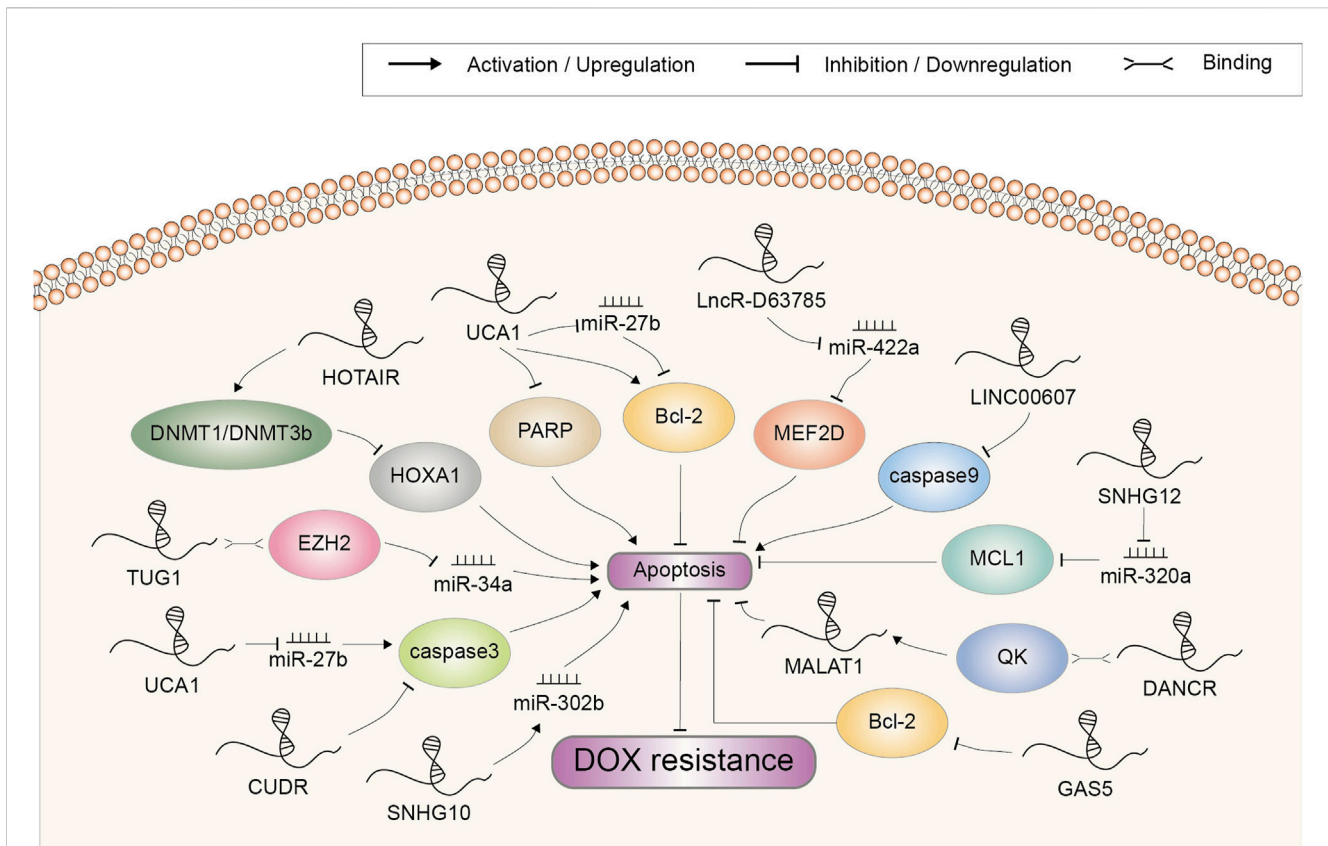 Activation / Upregulation
Inhibition / Downregulation
Binding
LncR-D63785
UCA1
miR-27b
miR-422a
HOTAIR
LINC00607
DNMT1/DNMT3b
PARP
Bcl-2
MEF2D
HOXA1
caspase9
SNHG12
EZH2
TUG1
miR-34a
Apoptosis
MCL1
miR-320a
UCA1
miR-27b
caspase3
MALAT1
QK
DANCR
miR-302b
Bcl-2
CUDR
SNHG10
DOX resistance
GAS5